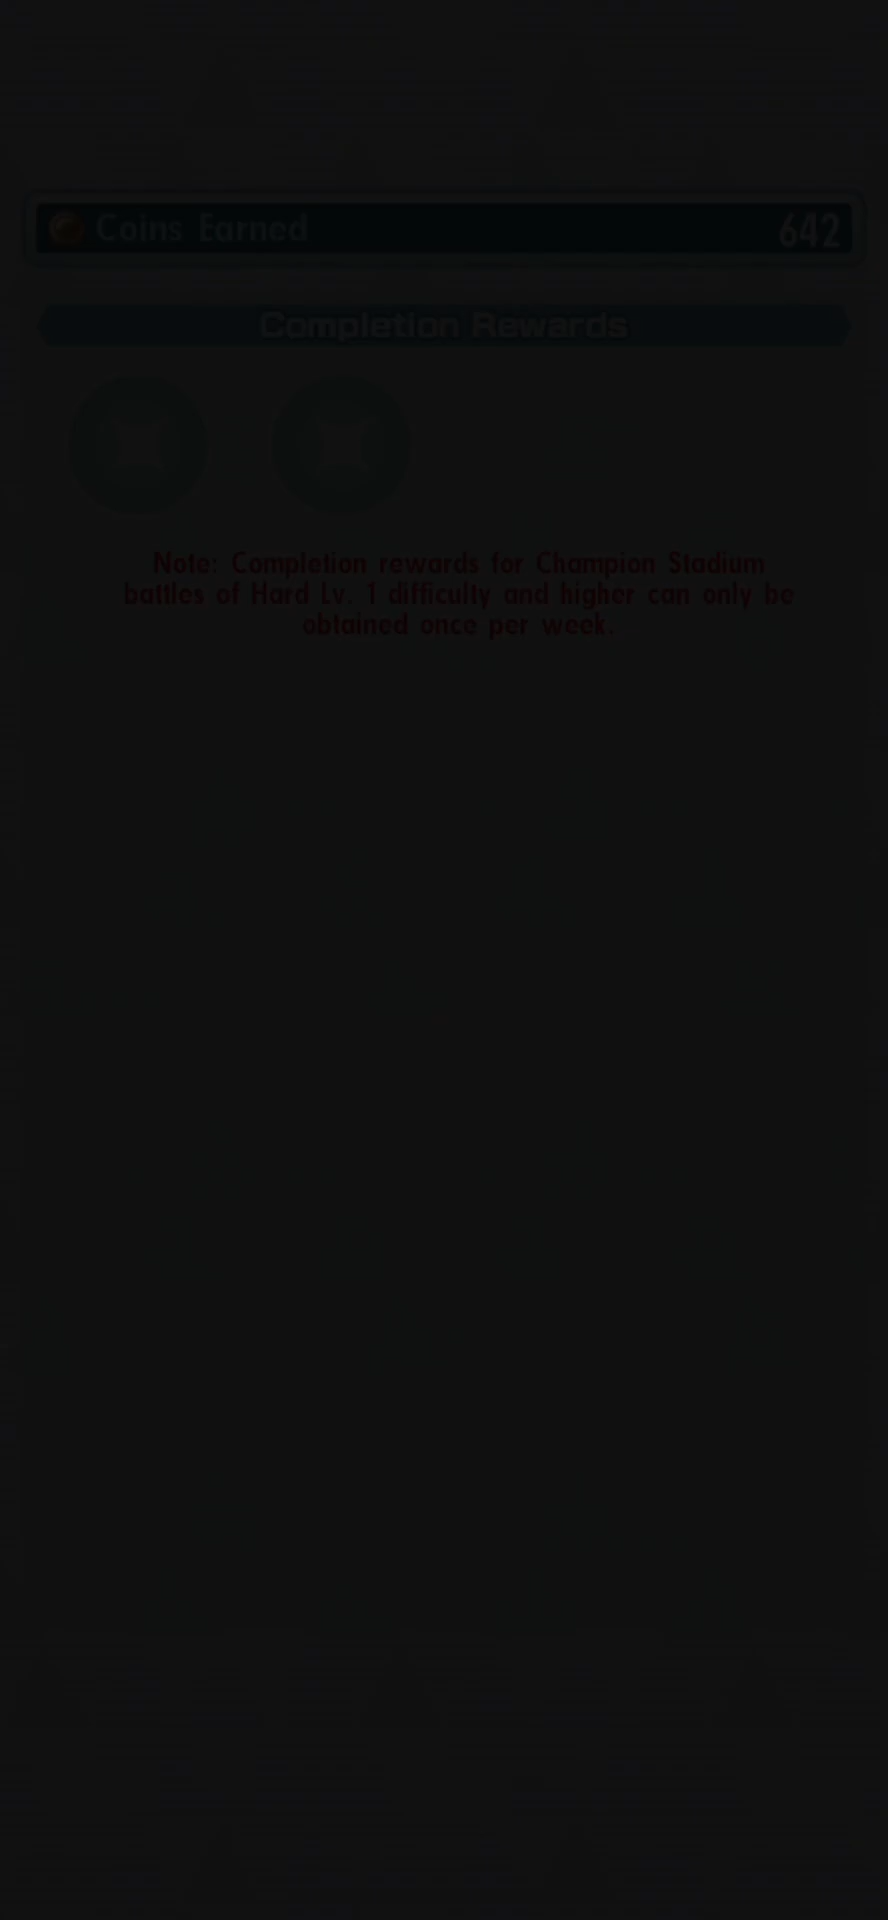 Coins Earned 642
Completion Rewards
Note: Completion rewards for Champion Stadium
battles of Hard Lv. 1 difficulty and higher can only be
obtained once per week.